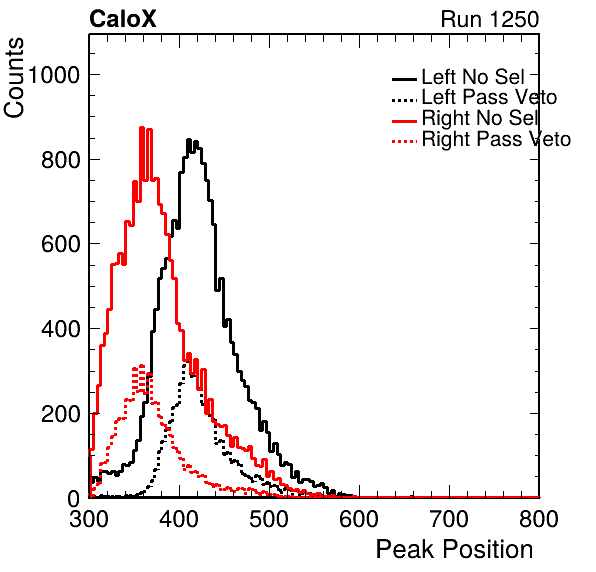 CaloX
Run 1250
Counts
1000
800
600
400
200
0
Left No Sel
Left Pass Veto
Right No Sel
Right Pass Veto
300 400 500 600 700 800
Peak Position